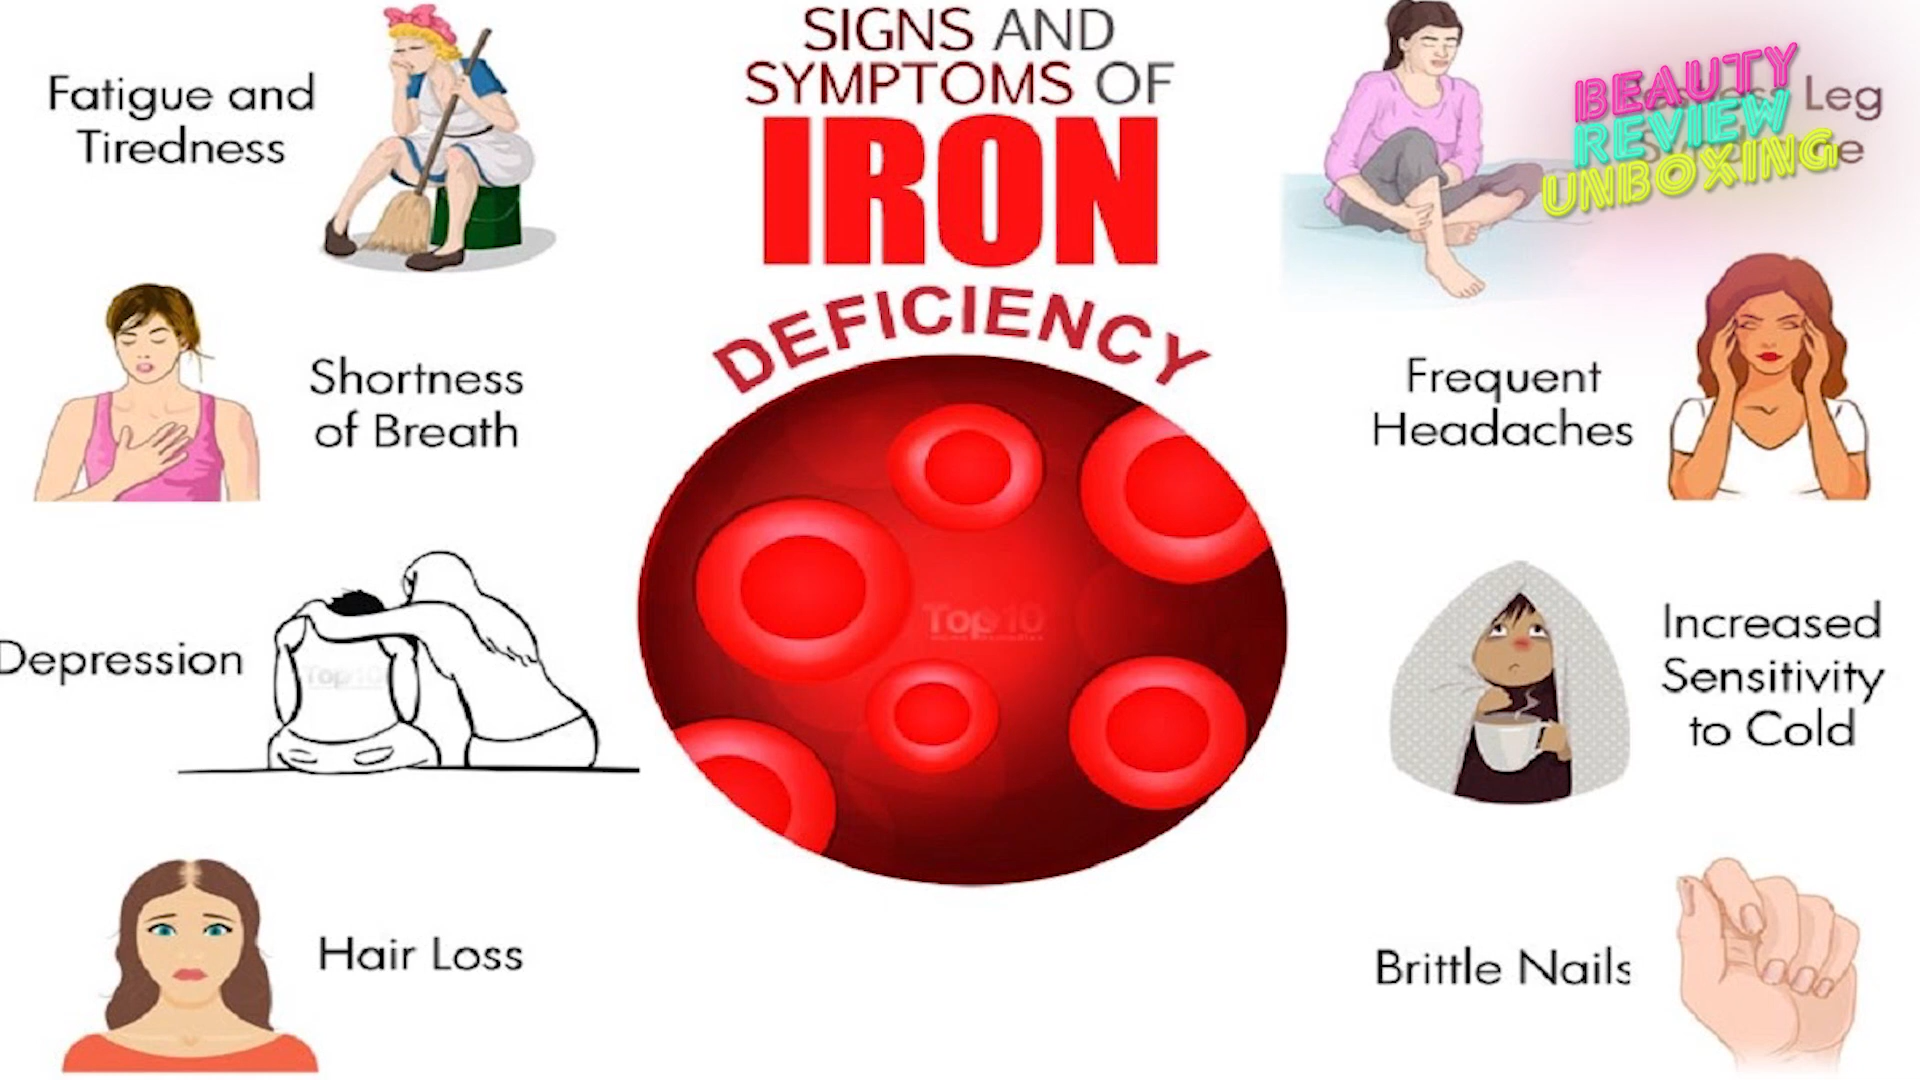 SIGNS AND
SYMPTOMS OF
IRON
DEFICIENCY
Fatigue and
Tiredness
Shortness
of Breath
Depression
Hair Loss
Leg
BEAUTY
REVIEW
UNBOXING
Frequent
Headaches
Increased
Sensitivity
to Cold
Brittle Nails
Top10
Top10